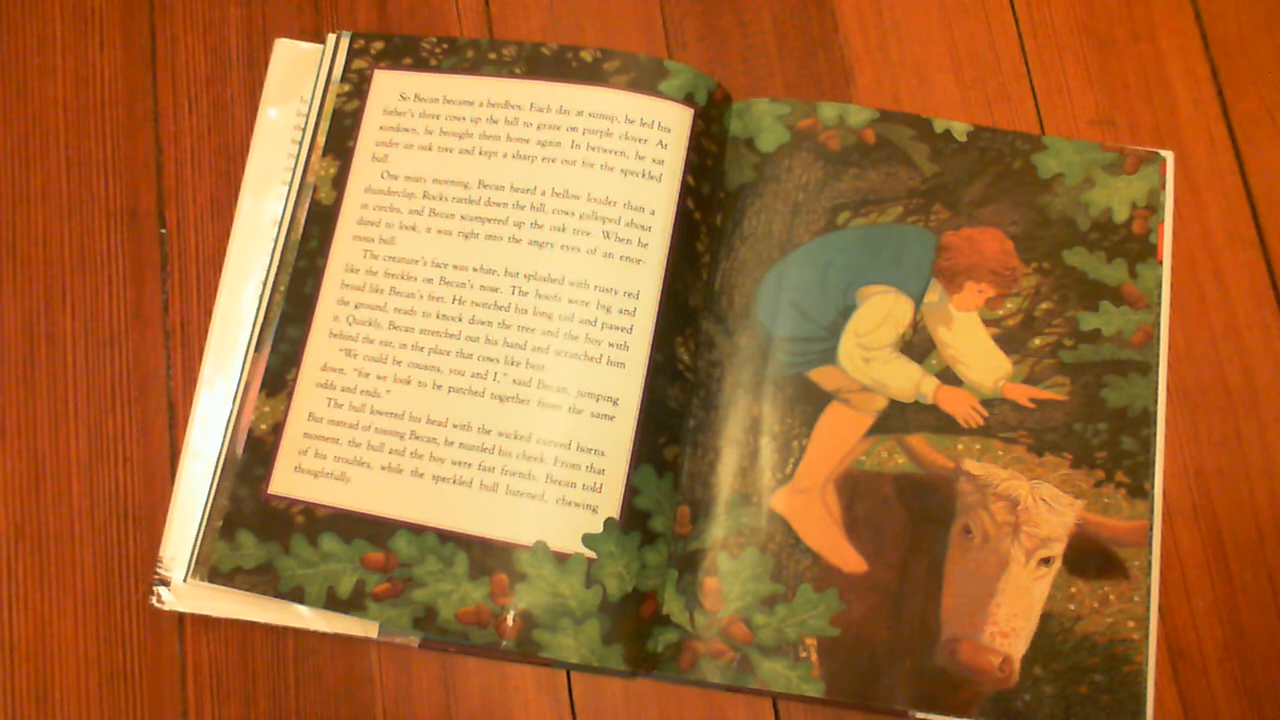 So Becan became a herdboy. Each day at sunup, he led his
father's three cows up the hill to graze on purple clover. At
sundown, he brought them home again. In between, he sat
under an oak tree and kept a sharp eye out for the speckled
bull.
One misty morning, Becan heard a bellow louder than a
thunderclap. Rocks rattled down the hill, cows galloped about
in circles, and Becan scampered up the oak tree. When he
dared to look, it was right into the angry eyes of an enor-
mous bull.
The creature's face was white, but splashed with rusty red
like the freckles on Becan's nose. The hoofs were big and
broad like Becan's feet. He twitched his long tail and pawed
the ground, ready to knock down the tree and the boy with
it. Quickly, Becan stretched out his hand and scratched him
behind the ear, in the place that cows like best.
"We could be cousins, you and I," said Becan, jumping
down, "for we look to be patched together from the same
odds and ends."
The bull lowered his head with the wicked curved horns.
But instead of tossing Becan, he nuzzled his cheek. From that
moment, the bull and the boy were fast friends. Becan told
of his troubles, while the speckled bull listened, chewing
thoughtfully.